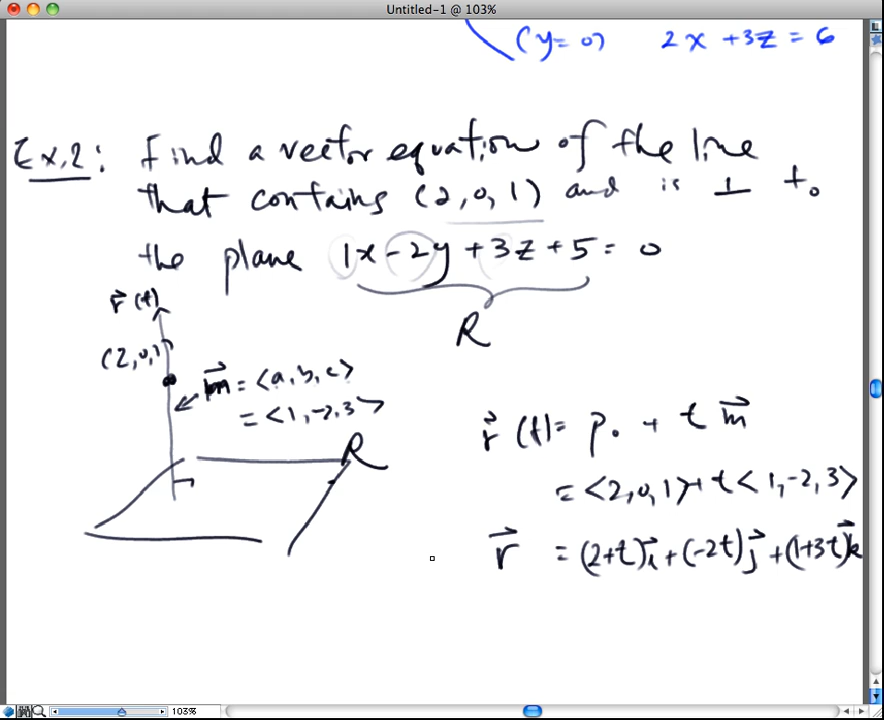 Untitled-1 @ 103%
(y=0) 2x +3z = 6
Ex.2: Find a vector equation of the line
that contains (2,0,1) and is ⊥ to
the plane 1x-2y+3z+5=0
R
r⃗(t)
(2,0,1)
m⃗ = <a,b,c>
= <1,-2,3>
R
r⃗(t)= p₀ + t m⃗
= <2,0,1>+t<1,-2,3>
r⃗ = (2+t)i⃗+(-2t)j⃗+(1+3t)k⃗
103%